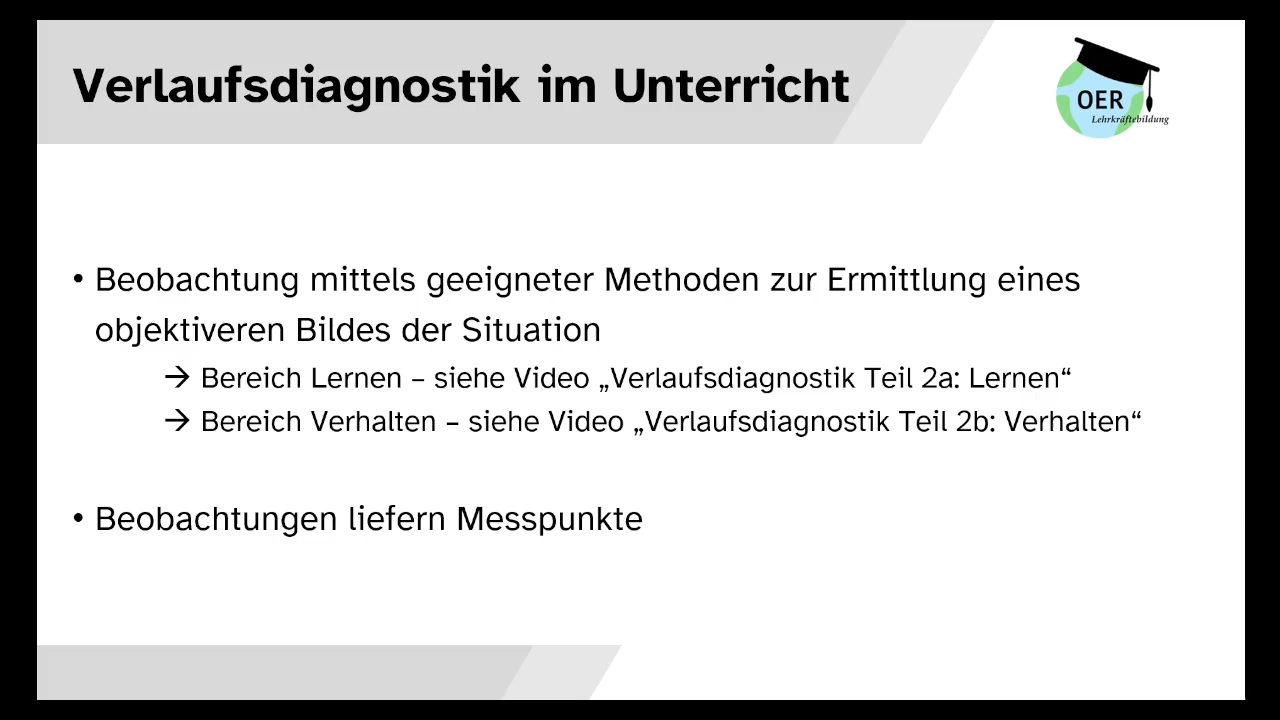 Verlaufsdiagnostik im Unterricht
OER
Lehrkräftebildung
• Beobachtung mittels geeigneter Methoden zur Ermittlung eines
objektiveren Bildes der Situation
→ Bereich Lernen – siehe Video „Verlaufsdiagnostik Teil 2a: Lernen“
→ Bereich Verhalten – siehe Video „Verlaufsdiagnostik Teil 2b: Verhalten“
• Beobachtungen liefern Messpunkte